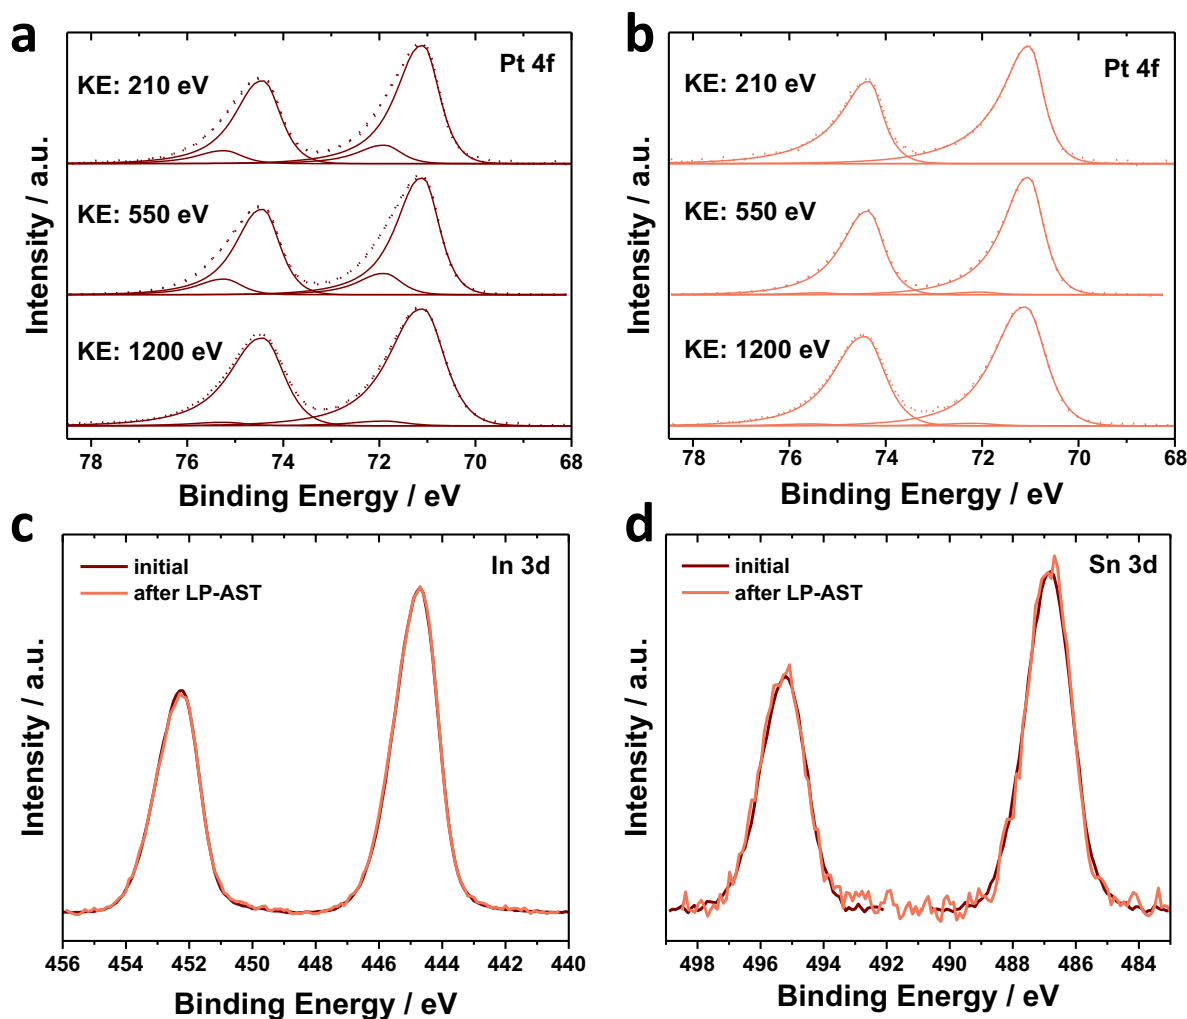 a
Pt 4f
KE: 210 eV
KE: 550 eV
KE: 1200 eV
Intensity / a.u.
78 76 74 72 70 68
Binding Energy / eV
b
Pt 4f
KE: 210 eV
KE: 550 eV
KE: 1200 eV
Intensity / a.u.
78 76 74 72 70 68
Binding Energy / eV
c
In 3d
initial
after LP-AST
Intensity / a.u.
456 454 452 450 448 446 444 442 440
Binding Energy / eV
d
Sn 3d
initial
after LP-AST
Intensity / a.u.
498 496 494 492 490 488 486 484
Binding Energy / eV